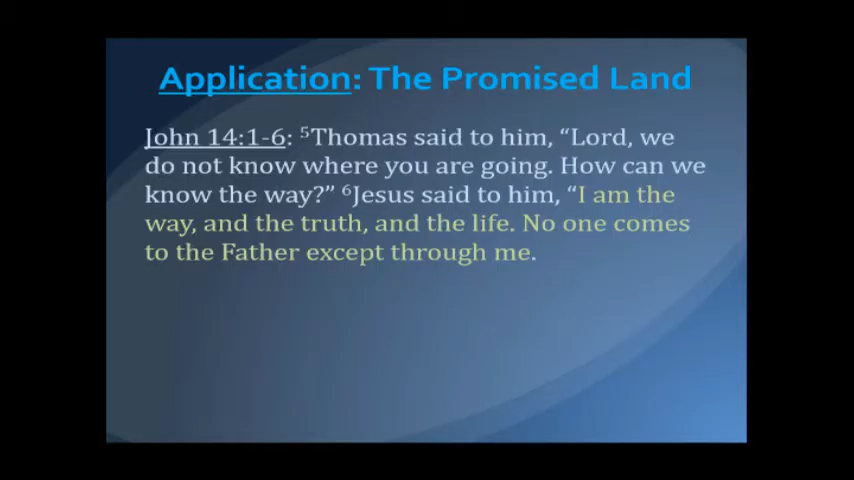 Application: The Promised Land
John 14:1-6: ⁵Thomas said to him, “Lord, we
do not know where you are going. How can we
know the way?” ⁶Jesus said to him, “I am the
way, and the truth, and the life. No one comes
to the Father except through me.